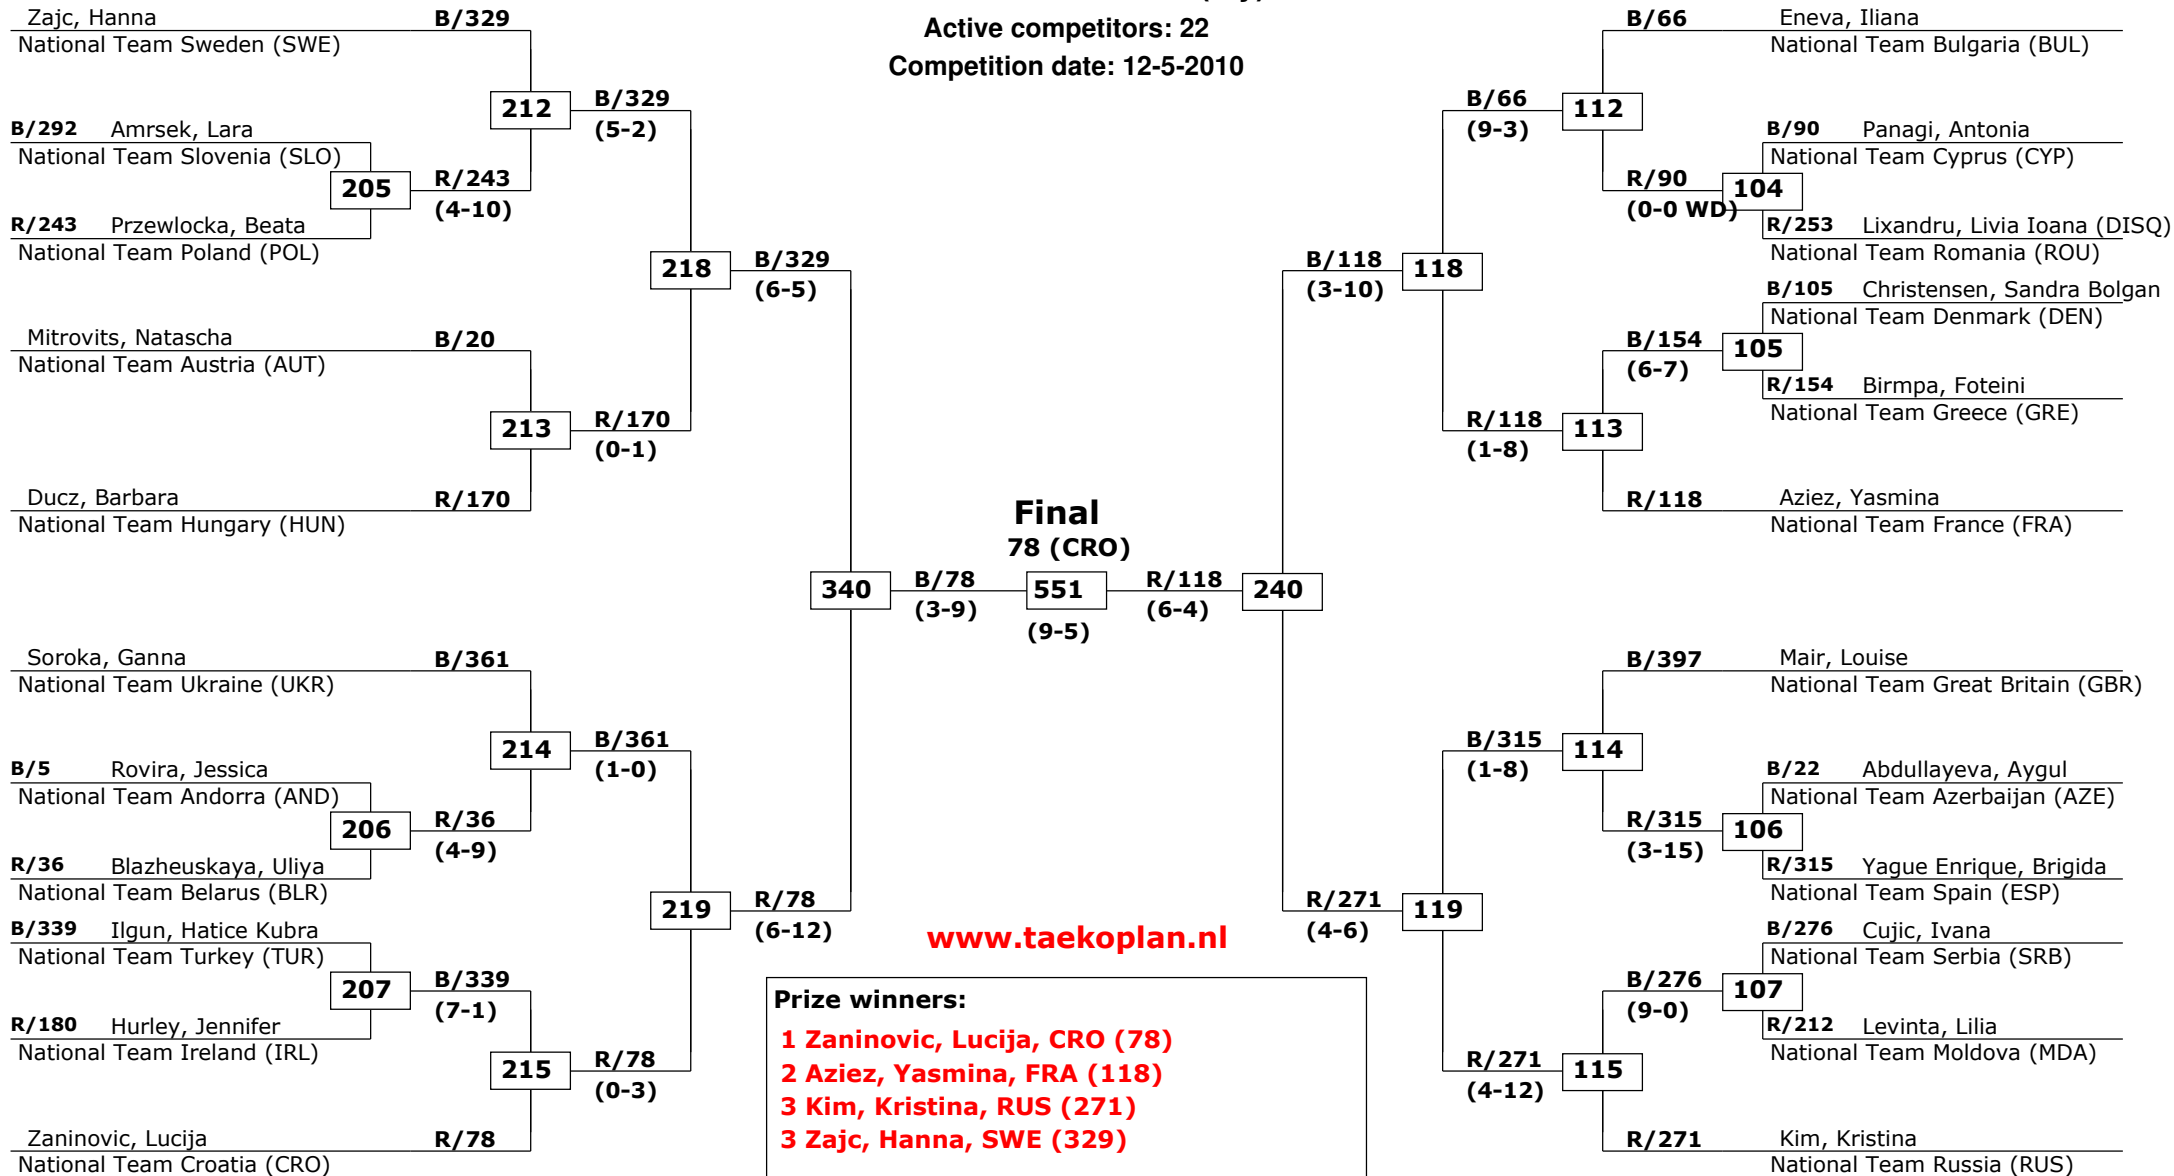 Active competitors: 22
Competition date: 12-5-2010
Zajc, Hanna B/329
National Team Sweden (SWE)
212 B/329
(5-2)
B/292 Amrsek, Lara
National Team Slovenia (SLO)
205 R/243
(4-10)
R/243 Przewlocka, Beata
National Team Poland (POL)
218 B/329
(6-5)
Mitrovits, Natascha B/20
National Team Austria (AUT)
213 R/170
(0-1)
Ducz, Barbara R/170
National Team Hungary (HUN)
Final
78 (CRO)
340 B/78 551 R/118 240
(3-9) (9-5) (6-4)
Soroka, Ganna B/361
National Team Ukraine (UKR)
214 B/361
(1-0)
B/5 Rovira, Jessica
National Team Andorra (AND)
206 R/36
(4-9)
R/36 Blazheuskaya, Uliya
National Team Belarus (BLR)
219 R/78
(6-12)
B/339 Ilgun, Hatice Kubra
National Team Turkey (TUR)
207 B/339
(7-1)
R/180 Hurley, Jennifer
National Team Ireland (IRL)
215 R/78
(0-3)
Zaninovic, Lucija R/78
National Team Croatia (CRO)
B/66 Eneva, Iliana
National Team Bulgaria (BUL)
B/66 112
(9-3)
B/90 Panagi, Antonia
National Team Cyprus (CYP)
R/90 104
(0-0 WD)
R/253 Lixandru, Livia Ioana (DISQ)
National Team Romania (ROU)
B/118 118
(3-10)
B/105 Christensen, Sandra Bolgan
National Team Denmark (DEN)
B/154 105
(6-7)
R/154 Birmpa, Foteini
National Team Greece (GRE)
R/118 113
(1-8)
R/118 Aziez, Yasmina
National Team France (FRA)
B/397 Mair, Louise
National Team Great Britain (GBR)
B/315 114
(1-8)
B/22 Abdullayeva, Aygul
National Team Azerbaijan (AZE)
R/315 106
(3-15)
R/315 Yague Enrique, Brigida
National Team Spain (ESP)
R/271 119
(4-6)
B/276 Cujic, Ivana
National Team Serbia (SRB)
B/276 107
(9-0)
R/212 Levinta, Lilia
National Team Moldova (MDA)
R/271 115
(4-12)
R/271 Kim, Kristina
National Team Russia (RUS)
www.taekoplan.nl
Prize winners:
1 Zaninovic, Lucija, CRO (78)
2 Aziez, Yasmina, FRA (118)
3 Kim, Kristina, RUS (271)
3 Zajc, Hanna, SWE (329)